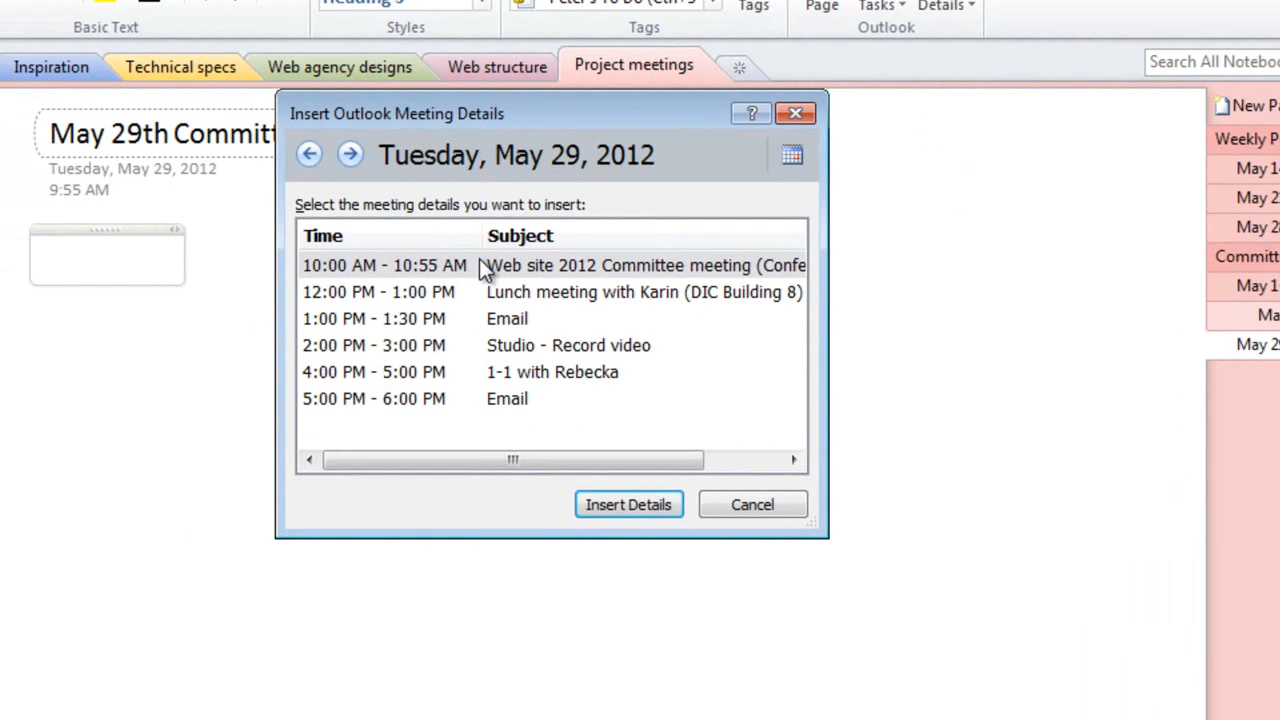 Heading 3
Peter's To Do (Ctrl+3
Tags
Page
Tasks
Details
Basic Text
Styles
Tags
Outlook
Inspiration
Technical specs
Web agency designs
Web structure
Project meetings
Search All Notebo
May 29th Committ
Tuesday, May 29, 2012
9:55 AM
Insert Outlook Meeting Details
?
Tuesday, May 29, 2012
Select the meeting details you want to insert:
Time Subject
10:00 AM - 10:55 AM Web site 2012 Committee meeting (Confe
12:00 PM - 1:00 PM Lunch meeting with Karin (DIC Building 8)
1:00 PM - 1:30 PM Email
2:00 PM - 3:00 PM Studio - Record video
4:00 PM - 5:00 PM 1-1 with Rebecka
5:00 PM - 6:00 PM Email
Insert Details
Cancel
New Pa
Weekly P
May 14
May 2
May 28
Committ
May 1
Ma
May 29